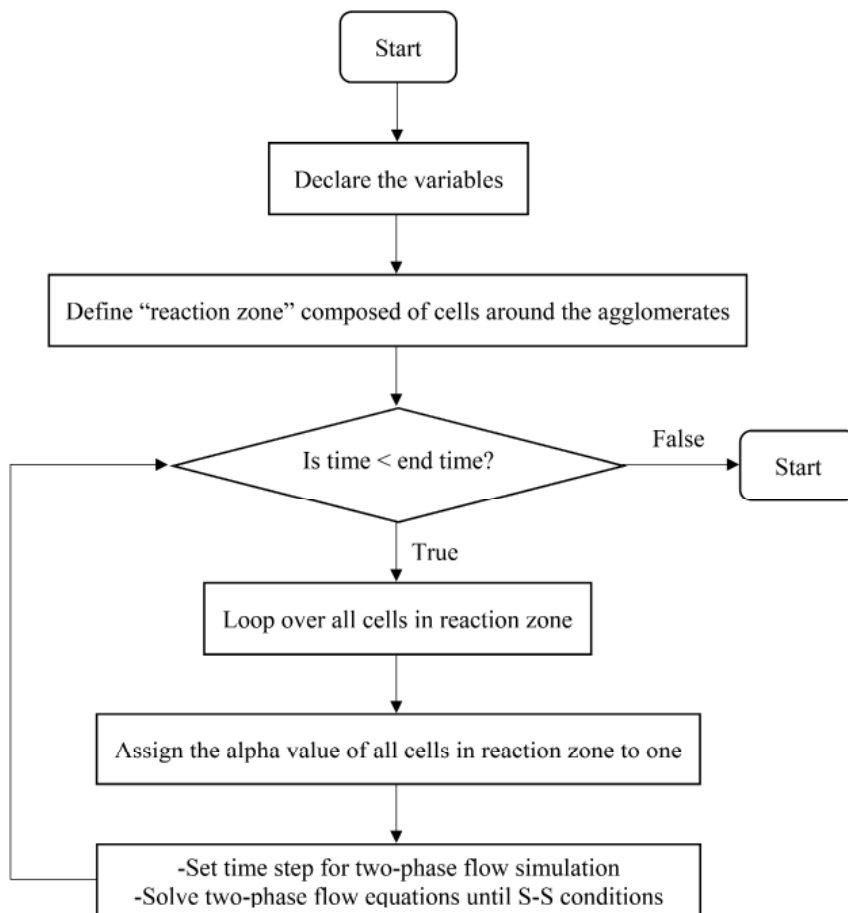 Start
Declare the variables
Define “reaction zone” composed of cells around the agglomerates
Is time < end time?
False
Start
True
Loop over all cells in reaction zone
Assign the alpha value of all cells in reaction zone to one
-Set time step for two-phase flow simulation
-Solve two-phase flow equations until S-S conditions